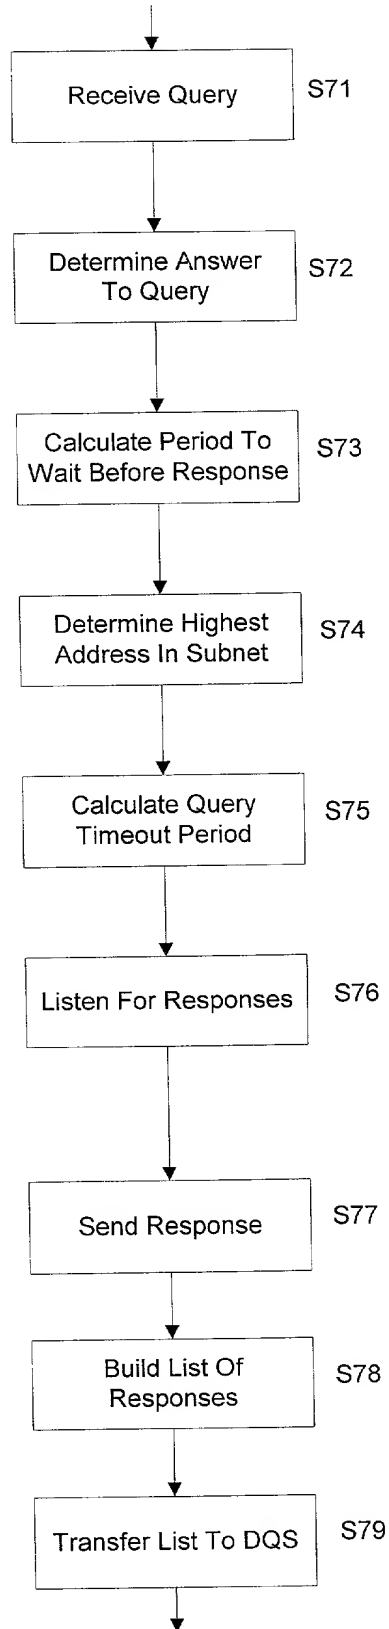 Receive Query
S71
Determine Answer
To Query
S72
Calculate Period To
Wait Before Response
S73
Determine Highest
Address In Subnet
S74
Calculate Query
Timeout Period
S75
Listen For Responses
S76
Send Response
S77
Build List Of
Responses
S78
Transfer List To DQS
S79